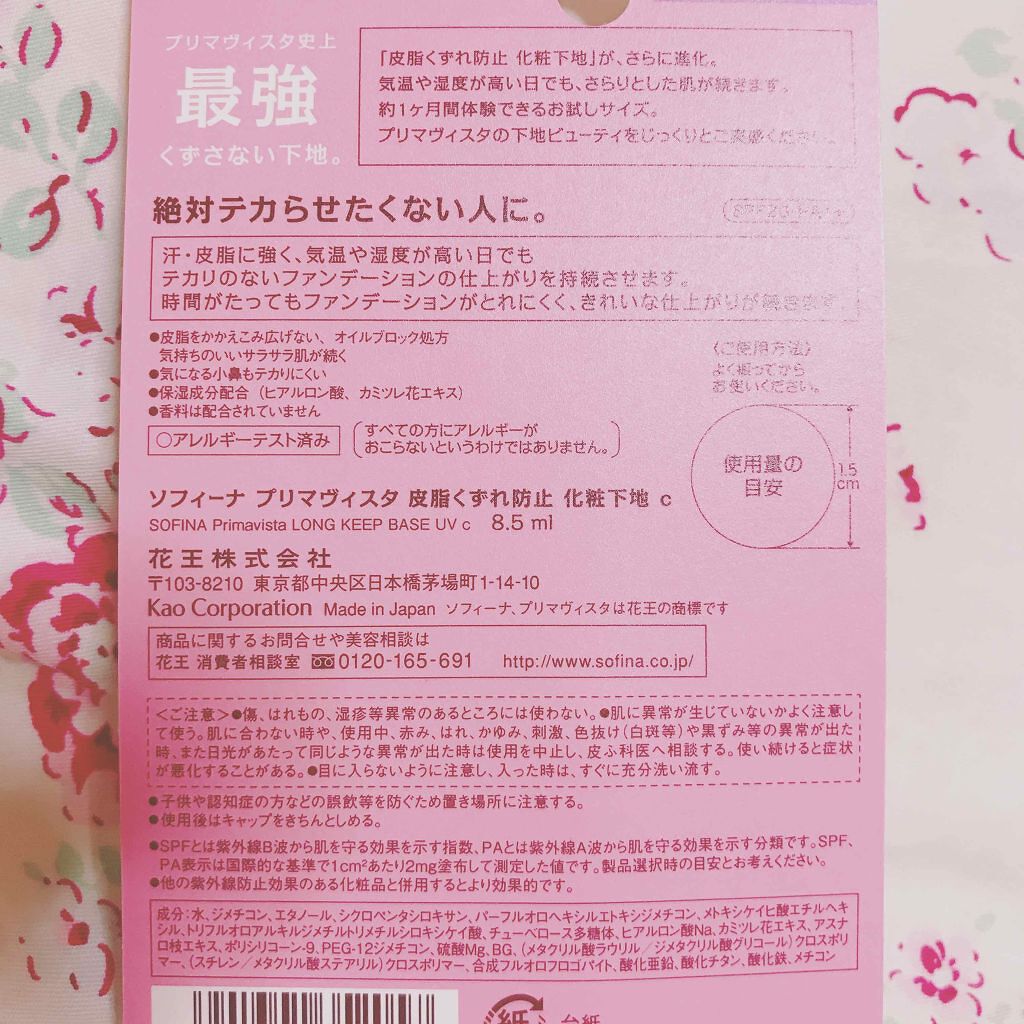 プリマヴィスタ史上
最強
くずさない下地。
「皮脂くずれ防止 化粧下地」が、さらに進化。
気温や湿度が高い日でも、さらりとした肌が続きます。
約1ヶ月間体験できるお試しサイズ。
プリマヴィスタの下地ビューティをじっくりとご実感ください。
絶対テカらせたくない人に。
汗・皮脂に強く、気温や湿度が高い日でも
テカリのないファンデーションの仕上がりを持続させます。
時間がたってもファンデーションがとれにくく、きれいな仕上がりが続きます。
●皮脂をかかえこみ広げない、オイルブロック処方
気持ちのいいサラサラ肌が続く
●気になる小鼻もテカリにくい
●保湿成分配合（ヒアルロン酸、カミツレ花エキス）
●香料は配合されていません
〇アレルギーテスト済み
（すべての方にアレルギーが
おこらないというわけではありません。）
〈ご使用方法〉
よく振ってから
お使いください。
使用量の
目安
1.5
cm
ソフィーナ プリマヴィスタ 皮脂くずれ防止 化粧下地 c
SOFINA Primavista LONG KEEP BASE UV c 8.5 ml
花王株式会社
〒103-8210 東京都中央区日本橋茅場町1-14-10
Kao Corporation Made in Japan ソフィーナ、プリマヴィスタは花王の商標です
商品に関するお問合せや美容相談は
花王 消費者相談室 0120-165-691 http://www.sofina.co.jp/
＜ご注意＞●傷、はれもの、湿疹等異常のあるところには使わない。●肌に異常が生じていないかよく注意し
て使う。肌に合わない時や、使用中、赤み、はれ、かゆみ、刺激、色抜け(白斑等)や黒ずみ等の異常が出た
時、また日光があたって同じような異常が出た時は使用を中止し、皮ふ科医へ相談する。使い続けると症状
が悪化することがある。●目に入らないように注意し、入った時は、すぐに充分洗い流す。
●子供や認知症の方などの誤飲等を防ぐため置き場所に注意する。
●使用後はキャップをきちんとしめる。
●SPFとは紫外線B波から肌を守る効果を示す指数、PAとは紫外線A波から肌を守る効果を示す分類です。SPF、
PA表示は国際的な基準で1cm²あたり2mg塗布して測定した値です。製品選択時の目安とお考えください。
●他の紫外線防止効果のある化粧品と併用するとより効果的です。
成分：水、ジメチコン、エタノール、シクロペンタシロキサン、パーフルオロヘキシルエトキシジメチコン、メトキシケイヒ酸エチルヘキ
シル、トリフルオロアルキルジメチルトリメチルシロキシケイ酸、チューベロース多糖体、ヒアルロン酸Na、カミツレ花エキス、アスナ
ロ枝エキス、ポリシリコーン-9、PEG-12ジメチコン、硫酸Mg、BG、（メタクリル酸ラウリル／ジメタクリル酸グリコール）クロスポリ
マー、（スチレン／メタクリル酸ステアリル）クロスポリマー、合成フルオロフロゴパイト、酸化亜鉛、酸化チタン、酸化鉄、メチコン
紙 台紙